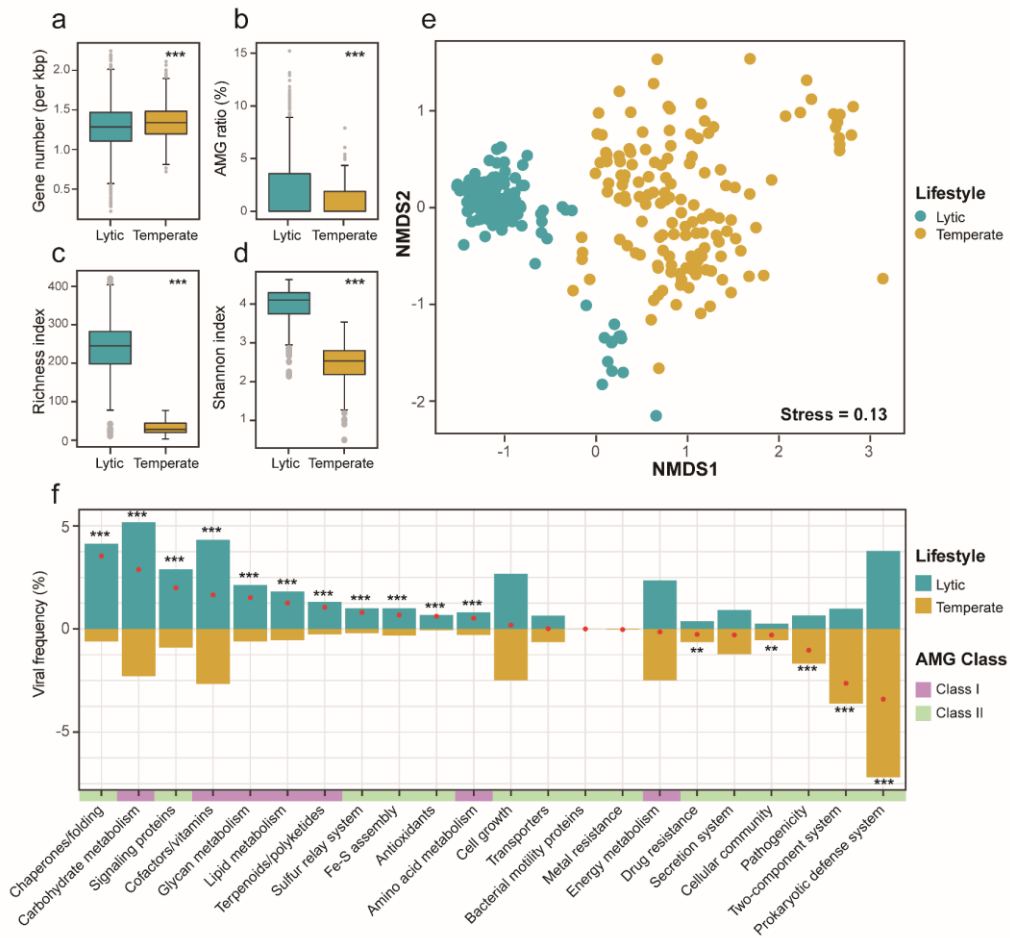 a
***
Gene number (per kbp)
2.0
1.5
1.0
0.5
Lytic Temperate
b
***
AMG ratio (%)
15
10
5
0
Lytic Temperate
c
***
Richness index
400
300
200
100
0
Lytic Temperate
d
***
Shannon index
4
3
2
1
Lytic Temperate
e
NMDS2
1
0
-1
-2
Stress = 0.13
-1 0 1 2 3
NMDS1
Lifestyle
Lytic
Temperate
f
Viral frequency (%)
5
0
-5
*** *** *** *** *** *** *** *** *** *** ***
** ** *** *** ***
Chaperones/folding
Carbohydrate metabolism
Signaling proteins
Cofactors/vitamins
Glycan metabolism
Lipid metabolism
Terpenoids/polyketides
Sulfur relay system
Fe-S assembly
Antioxidants
Amino acid metabolism
Cell growth
Transporters
Bacterial motility proteins
Metal resistance
Energy metabolism
Drug resistance
Secretion system
Cellular community
Pathogenicity
Two-component system
Prokaryotic defense system
Lifestyle
Lytic
Temperate
AMG Class
Class I
Class II